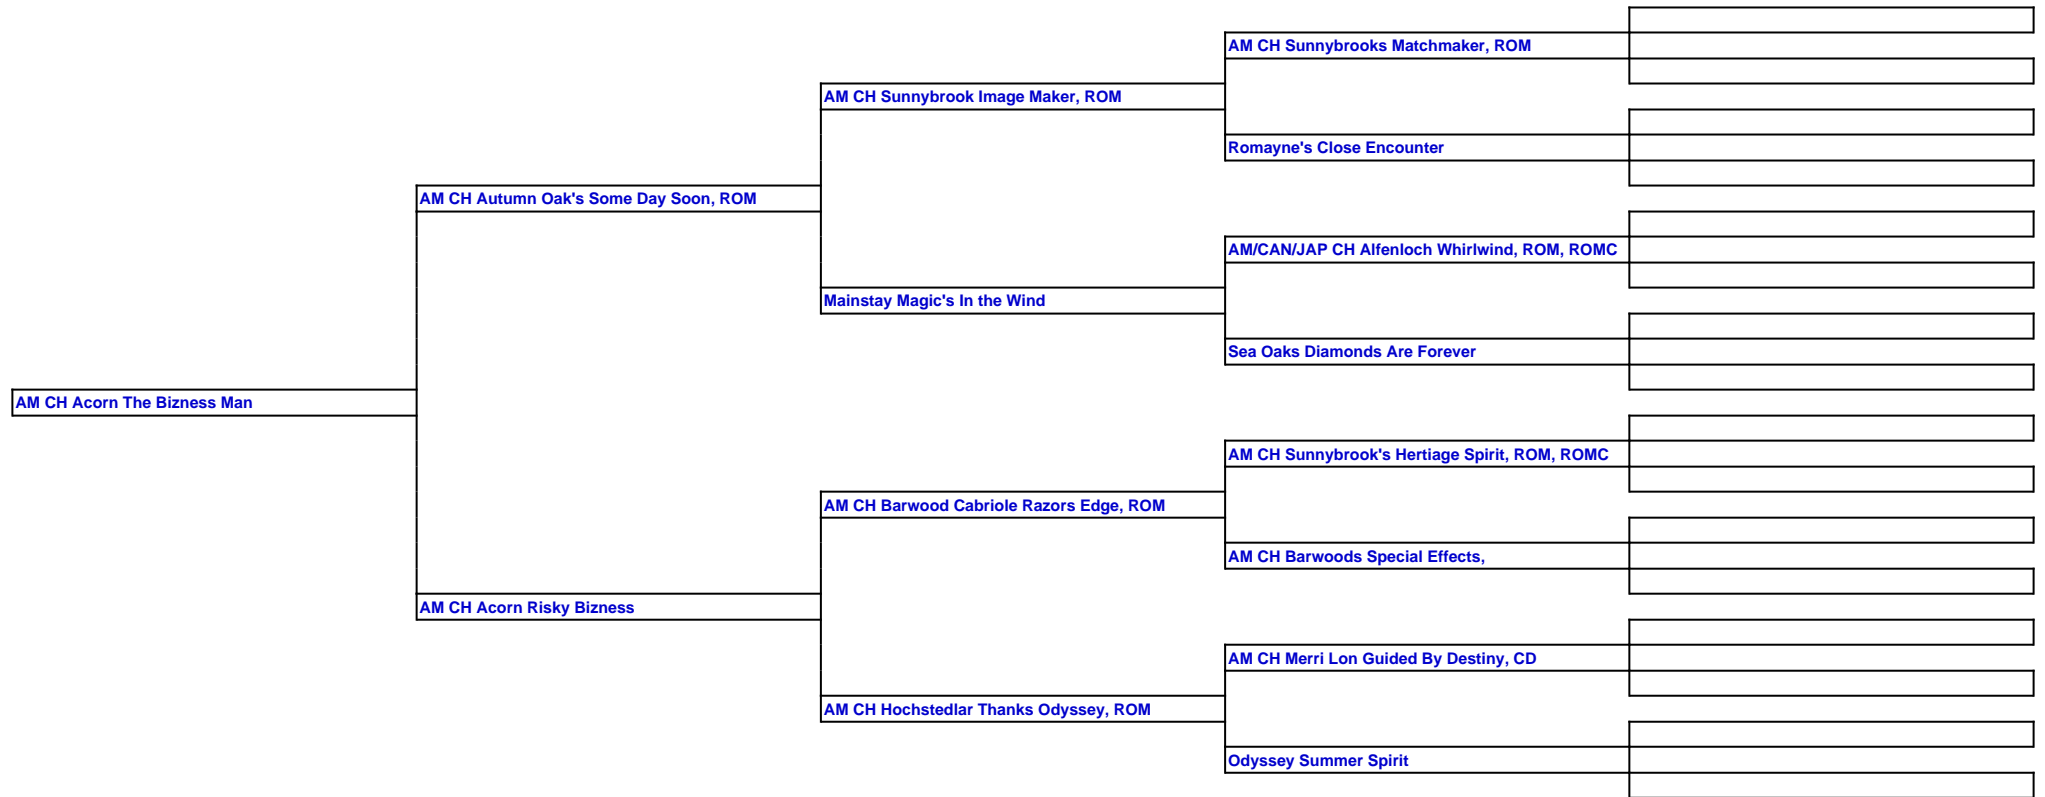 AM CH Sunnybrooks Matchmaker, ROM
AM CH Sunnybrook Image Maker, ROM
Romayne's Close Encounter
AM CH Autumn Oak's Some Day Soon, ROM
AM/CAN/JAP CH Alfenloch Whirlwind, ROM, ROMC
Mainstay Magic's In the Wind
Sea Oaks Diamonds Are Forever
AM CH Acorn The Bizness Man
AM CH Sunnybrook's Hertiage Spirit, ROM, ROMC
AM CH Barwood Cabriole Razors Edge, ROM
AM CH Barwoods Special Effects,
AM CH Acorn Risky Bizness
AM CH Merri Lon Guided By Destiny, CD
AM CH Hochstedlar Thanks Odyssey, ROM
Odyssey Summer Spirit